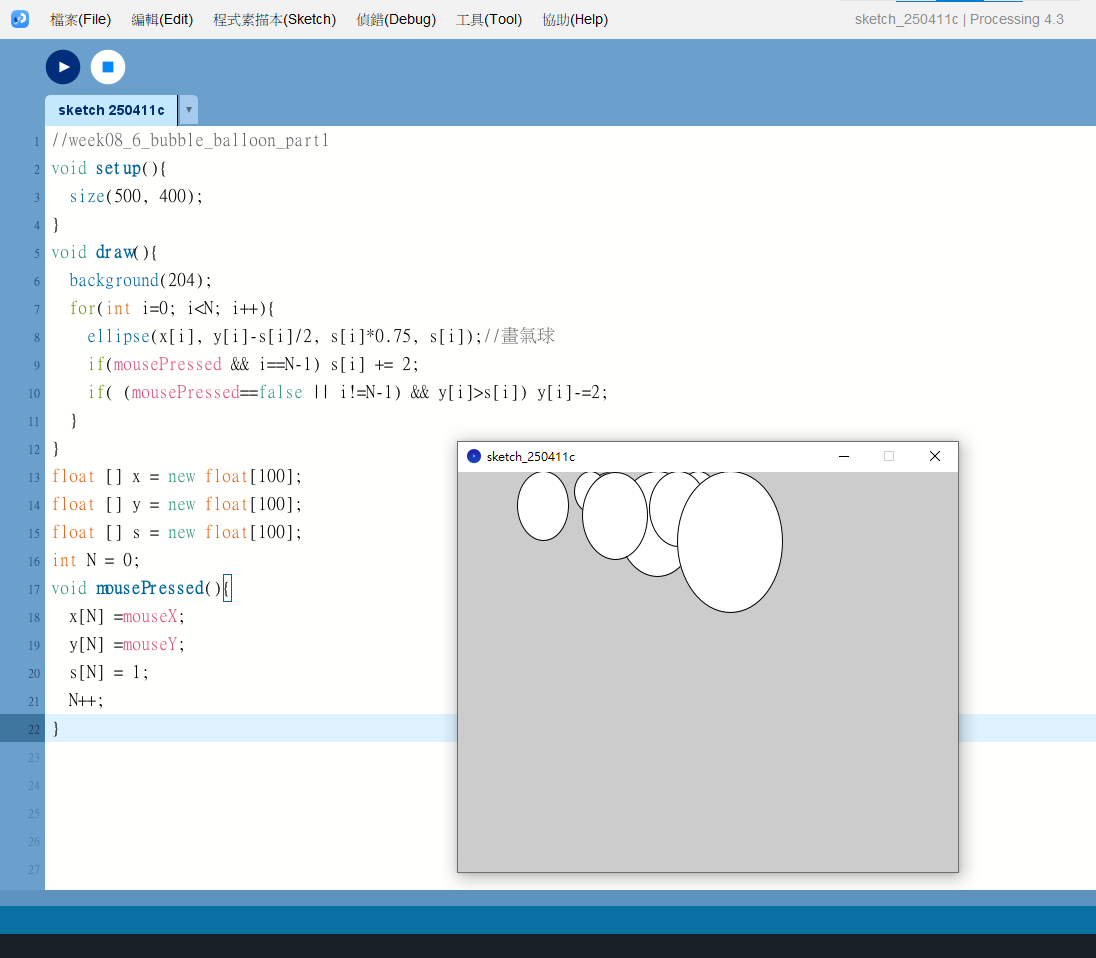 檔案(File) 編輯(Edit) 程式素描本(Sketch) 偵錯(Debug) 工具(Tool) 協助(Help) sketch_250411c | Processing 4.3
sketch 250411c ▾
1 //week08_6_bubble_balloon_part1
2 void setup(){
3   size(500, 400);
4 }
5 void draw(){
6   background(204);
7   for(int i=0; i<N; i++){
8     ellipse(x[i], y[i]-s[i]/2, s[i]*0.75, s[i]);//畫氣球
9     if(mousePressed && i==N-1) s[i] += 2;
10     if( (mousePressed==false || i!=N-1) && y[i]>s[i]) y[i]-=2;
11   }
12 }
13 float [] x = new float[100];
14 float [] y = new float[100];
15 float [] s = new float[100];
16 int N = 0;
17 void mousePressed(){
18   x[N] =mouseX;
19   y[N] =mouseY;
20   s[N] = 1;
21   N++;
22 }
23
24
25
26
27
sketch_250411c